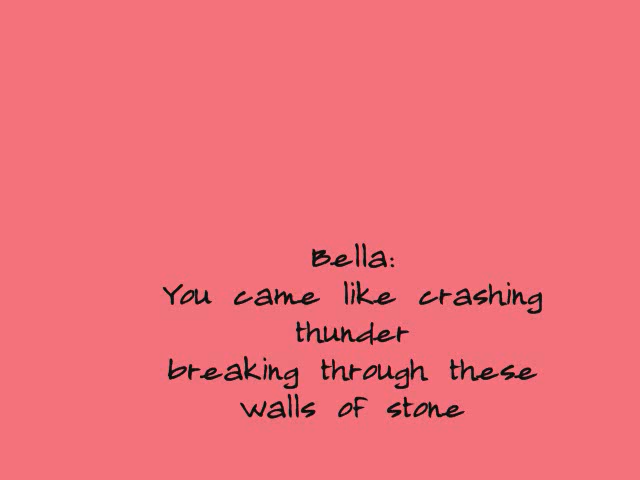 Bella:
You came like crashing
thunder
breaking through these
walls of stone